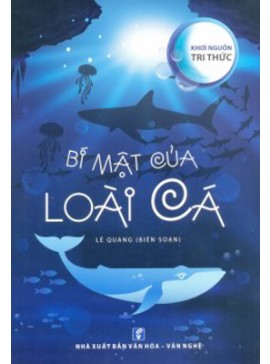 KHƠI NGUỒN
TRI THỨC
BÍ MẬT CỦA
LOÀI CÁ
LÊ QUANG (BIÊN SOẠN)
NHÀ XUẤT BẢN VĂN HÓA - VĂN NGHỆ